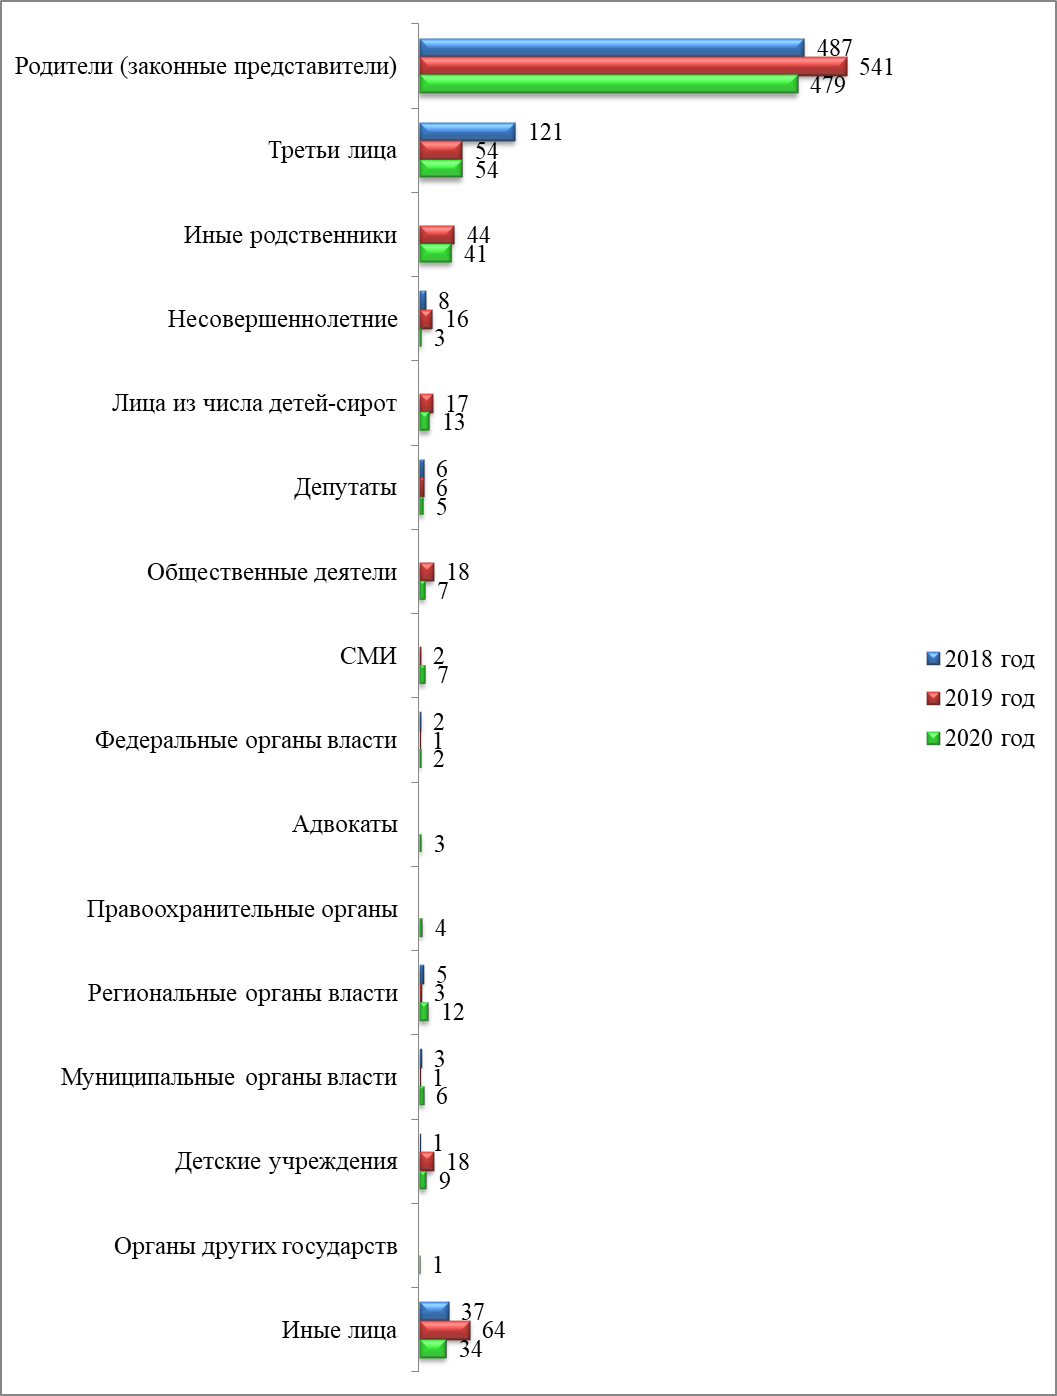 Родители (законные представители)
487
541
479
Третьи лица
121
54
54
Иные родственники
44
41
Несовершеннолетние
8
16
3
Лица из числа детей-сирот
17
13
Депутаты
6
6
5
Общественные деятели
18
7
СМИ
2
7
Федеральные органы власти
2
1
2
Адвокаты
3
Правоохранительные органы
4
Региональные органы власти
5
3
12
Муниципальные органы власти
3
1
6
Детские учреждения
1
18
9
Органы других государств
1
Иные лица
37
64
34
2018 год
2019 год
2020 год